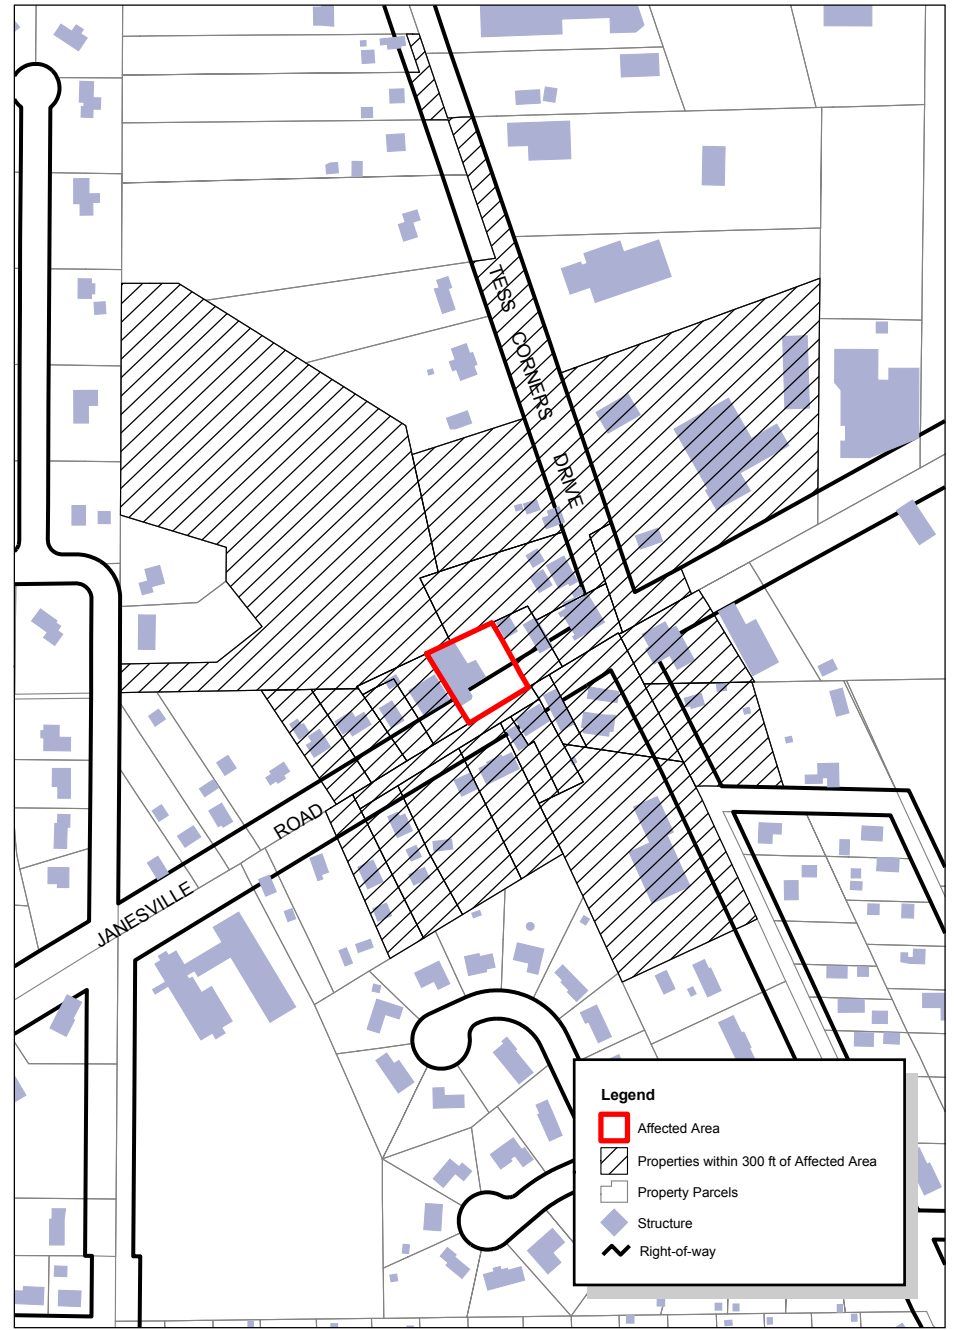 TESS CORNERS DRIVE
JANESVILLE ROAD
Legend
Affected Area
Properties within 300 ft of Affected Area
Property Parcels
Structure
Right-of-way